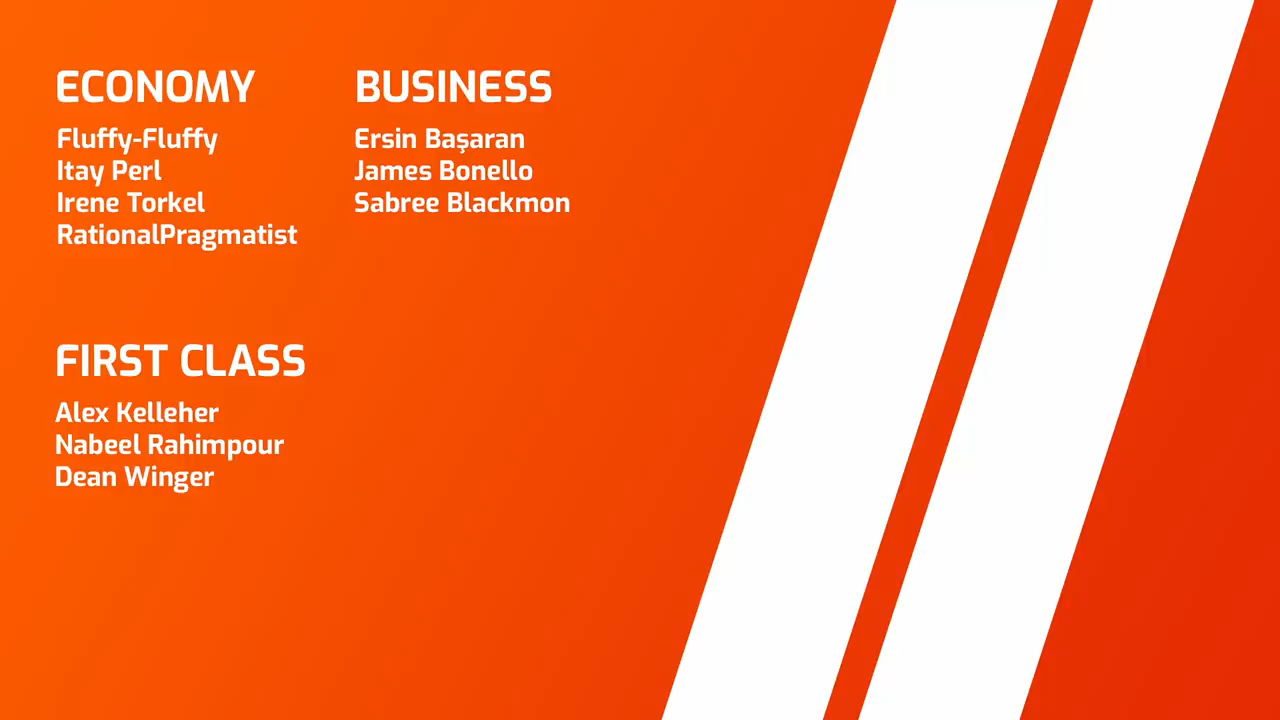 ECONOMY
Fluffy-Fluffy
Itay Perl
Irene Torkel
RationalPragmatist
BUSINESS
Ersin Başaran
James Bonello
Sabree Blackmon
FIRST CLASS
Alex Kelleher
Nabeel Rahimpour
Dean Winger